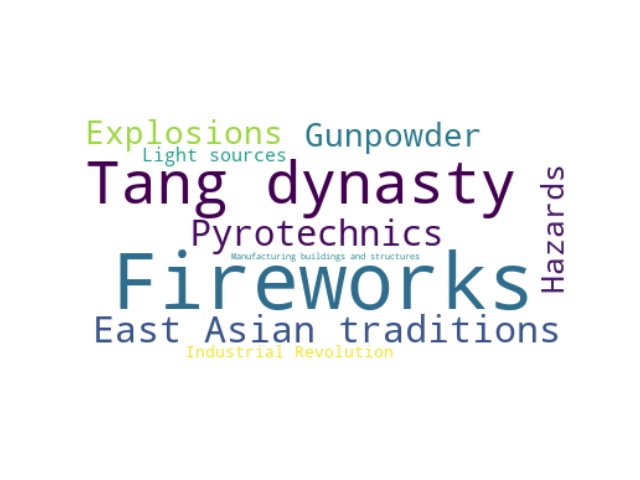 Explosions
Gunpowder
Light sources
Tang dynasty
Hazards
Pyrotechnics
Manufacturing buildings and structures
Fireworks
East Asian traditions
Industrial Revolution